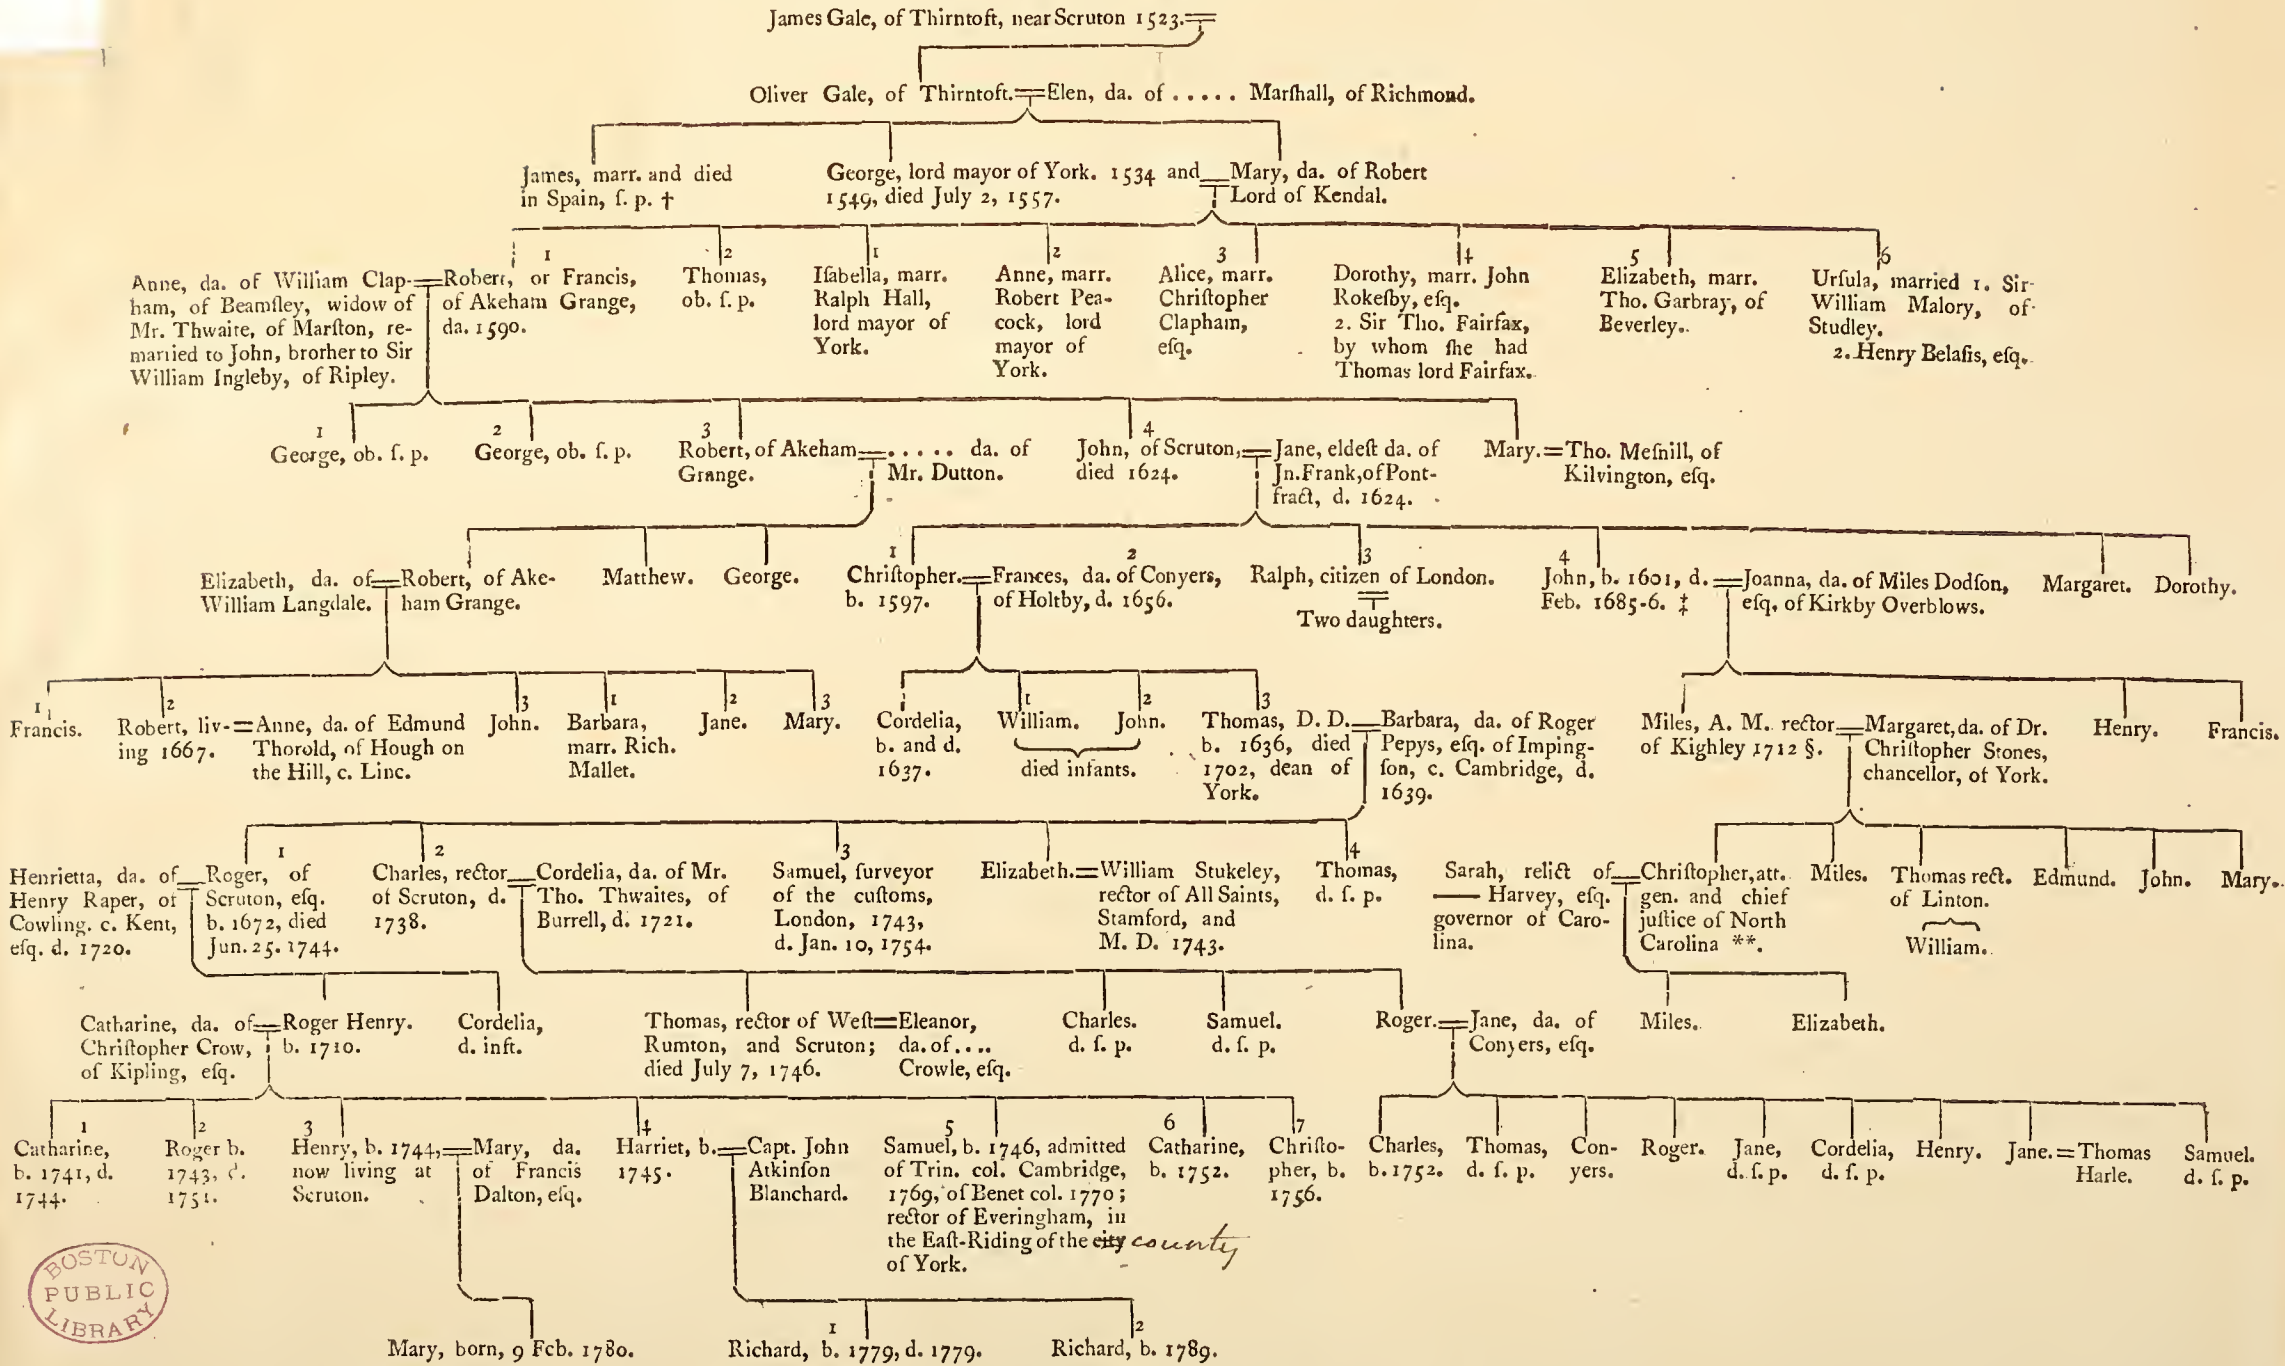 James Gale, of Thirntoft, near Scruton 1523.
Oliver Gale, of Thirntoft. Elen, da. of ..... Marſhall, of Richmond.
James, marr. and died
in Spain, ſ. p. †
George, lord mayor of York. 1534 and
1549, died July 2, 1557.
Mary, da. of Robert
Lord of Kendal.
Anne, da. of William Clap-
ham, of Beamſley, widow of
Mr. Thwaite, of Marſton, re-
married to John, brorher to Sir
William Ingleby, of Ripley.
1
Robert, or Francis,
of Akeham Grange,
da. 1590.
2
Thomas,
ob. ſ. p.
1
Iſabella, marr.
Ralph Hall,
lord mayor of
York.
2
Anne, marr.
Robert Pea-
cock, lord
mayor of
York.
3
Alice, marr.
Chriſtopher
Clapham,
eſq.
4
Dorothy, marr. John
Rokeſby, eſq.
2. Sir Tho. Fairfax,
by whom ſhe had
Thomas lord Fairfax.
5
Elizabeth, marr.
Tho. Garbray, of
Beverley.
6
Urſula, married 1. Sir
William Malory, of
Studley.
2. Henry Belaſis, eſq.
1
George, ob. ſ. p.
2
George, ob. ſ. p.
3
Robert, of Akeham
Grange.
..... da. of
Mr. Dutton.
4
John, of Scruton,
died 1624.
Jane, eldeſt da. of
Jn. Frank, of Pont-
fract, d. 1624.
Mary.=Tho. Meſnill, of
Kilvington, eſq.
Elizabeth, da. of
William Langdale.
Robert, of Ake-
ham Grange.
Matthew.
George.
1
Chriſtopher.
b. 1597.
2
Frances, da. of Conyers,
of Holtby, d. 1656.
3
Ralph, citizen of London.
Two daughters.
4
John, b. 1601, d.
Feb. 1685-6. ‡
Joanna, da. of Miles Dodſon,
eſq. of Kirkby Overblows.
Margaret.
Dorothy.
1
Francis.
2
Robert, liv-
ing 1667.
Anne, da. of Edmund
Thorold, of Hough on
the Hill, c. Linc.
3
John.
1
Barbara,
marr. Rich.
Mallet.
2
Jane.
3
Mary.
Cordelia,
b. and d.
1637.
1
William.
2
John.
died infants.
3
Thomas, D. D.
b. 1636, died
1702, dean of
York.
Barbara, da. of Roger
Pepys, eſq. of Imping-
ſon, c. Cambridge, d.
1639.
Miles, A. M. rector
of Kighley 1712 §.
Margaret, da. of Dr.
Chriſtopher Stones,
chancellor, of York.
Henry.
Francis.
Henrietta, da. of
Henry Raper, of
Cowling. c. Kent,
eſq. d. 1720.
1
Roger, of
Scruton, eſq.
b. 1672, died
Jun. 25. 1744.
2
Charles, rector
of Scruton, d.
1738.
Cordelia, da. of Mr.
Tho. Thwaites, of
Burrell, d. 1721.
3
Samuel, ſurveyor
of the cuſtoms,
London, 1743,
d. Jan. 10, 1754.
Elizabeth.=William Stukeley,
rector of All Saints,
Stamford, and
M. D. 1743.
4
Thomas,
d. ſ. p.
Sarah, relict of
—— Harvey, eſq.
governor of Caro-
lina.
Chriſtopher, att.
gen. and chief
juſtice of North
Carolina **.
Miles.
Thomas rect.
of Linton.
William.
Edmund.
John.
Mary.
Catharine, da. of
Chriſtopher Crow,
of Kipling, eſq.
Roger Henry.
b. 1710.
Cordelia,
d. inft.
Thomas, rector of Weſt
Rumton, and Scruton;
died July 7, 1746.
Eleanor,
da. of ....
Crowle, eſq.
Charles.
d. ſ. p.
Samuel.
d. ſ. p.
Roger.
Jane, da. of
Conyers, eſq.
Miles.
Elizabeth.
1
Catharine,
b. 1741, d.
1744.
2
Roger b.
1743, d.
1751.
3
Henry, b. 1744,
now living at
Scruton.
Mary, da.
of Francis
Dalton, eſq.
4
Harriet, b.
1745.
Capt. John
Atkinſon
Blanchard.
5
Samuel, b. 1746, admitted
of Trin. col. Cambridge,
1769, of Benet col. 1770;
rector of Everingham, in
the Eaſt-Riding of the city county
of York.
6
Catharine,
b. 1752.
7
Chriſto-
pher, b.
1756.
Charles,
b. 1752.
Thomas,
d. ſ. p.
Con-
yers.
Roger.
Jane,
d. ſ. p.
Cordelia,
d. ſ. p.
Henry.
Jane.=Thomas
Harle.
Samuel.
d. ſ. p.
Mary, born, 9 Feb. 1780.
1
Richard, b. 1779, d. 1779.
2
Richard, b. 1789.
BOSTON
PUBLIC
LIBRARY